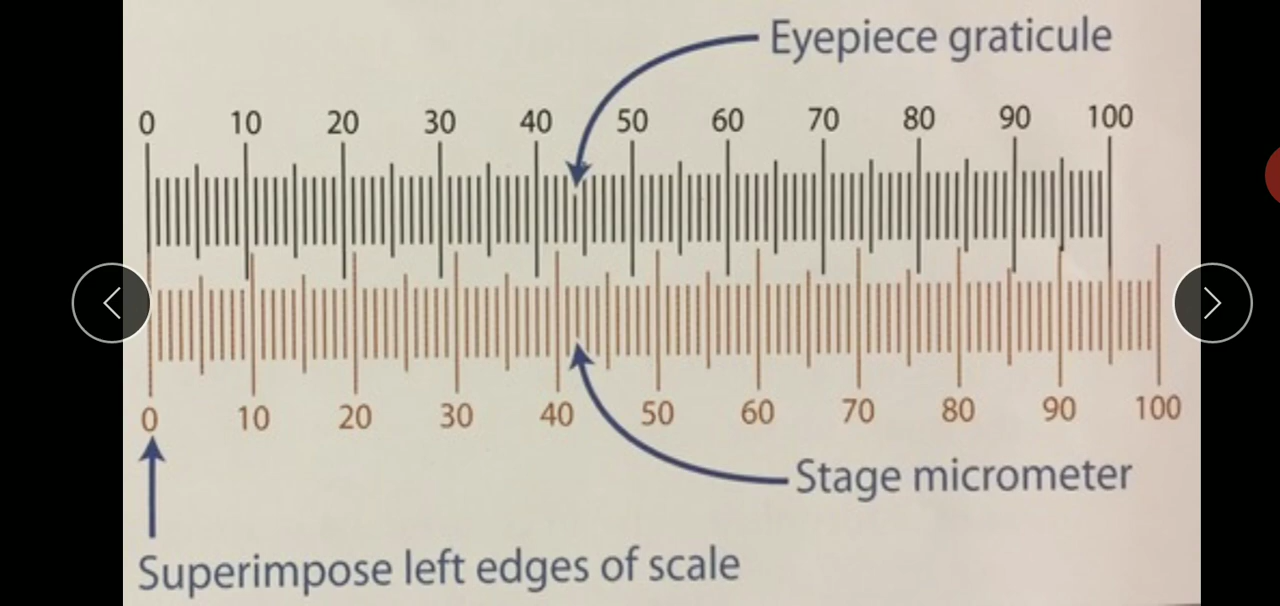 Eyepiece graticule
0 10 20 30 40 50 60 70 80 90 100
0 10 20 30 40 50 60 70 80 90 100
Stage micrometer
Superimpose left edges of scale